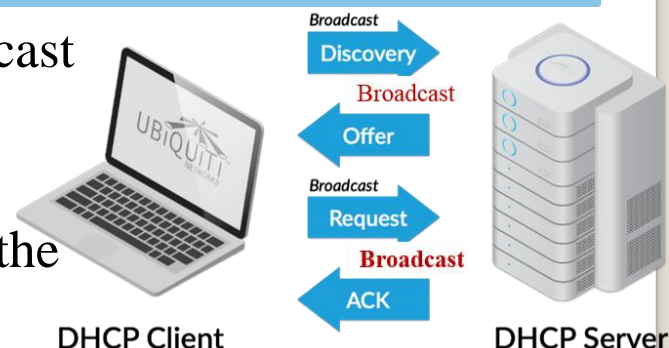 cast
the
UBiQUiTi
NETWORKS
Broadcast
Discovery
Broadcast
Offer
Broadcast
Request
Broadcast
ACK
DHCP Client
DHCP Server